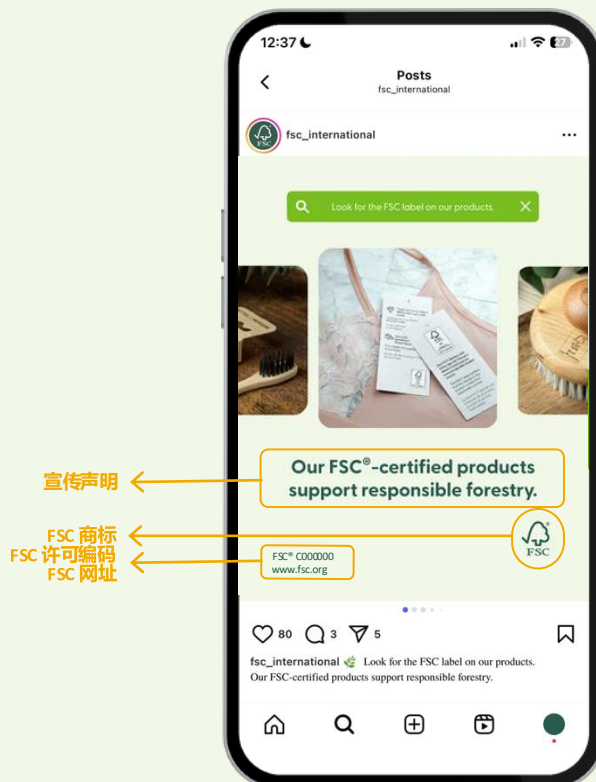 12:37
27
Posts
fsc_international
fsc_international
Look for the FSC label on our products.
宣传声明
Our FSC®-certified products
support responsible forestry.
FSC 商标
FSC
FSC 许可编码
FSC 网址
FSC® C000000
www.fsc.org
80
3
5
fsc_international 🌿 Look for the FSC label on our products.
Our FSC-certified products support responsible forestry.